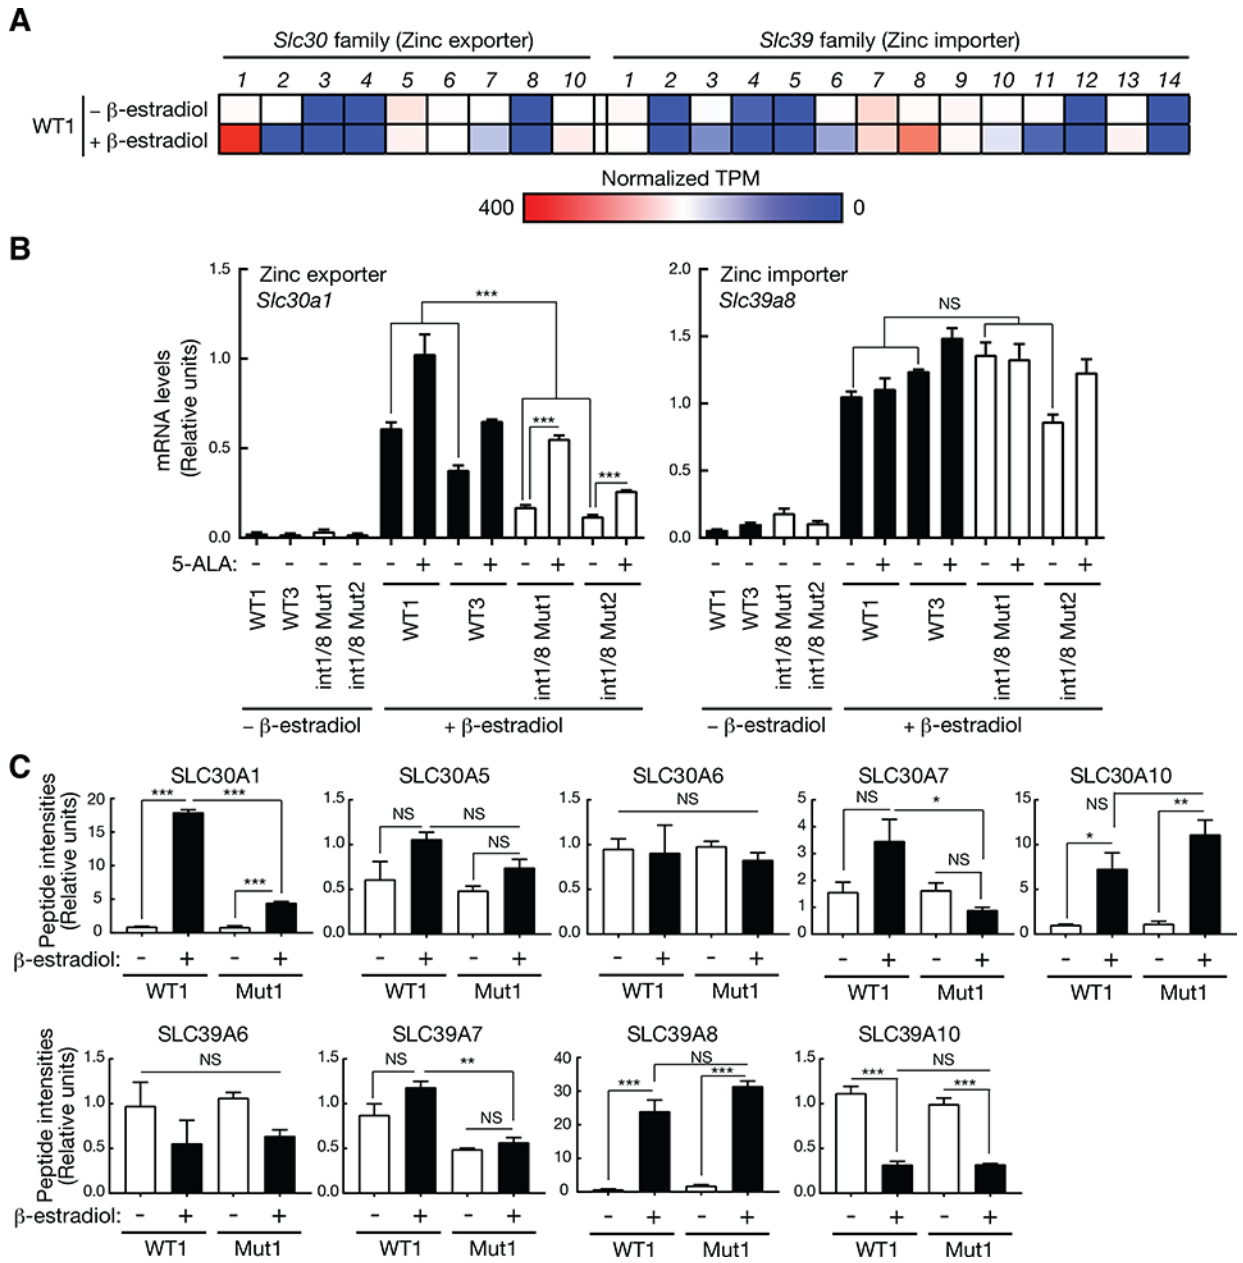 A
Slc30 family (Zinc exporter) Slc39 family (Zinc importer)
1 2 3 4 5 6 7 8 10 1 2 3 4 5 6 7 8 9 10 11 12 13 14
WT1
– β-estradiol
+ β-estradiol
Normalized TPM
400 0
B
Zinc exporter
Slc30a1
mRNA levels
(Relative units)
1.5
1.0
0.5
0.0
***
***
***
5-ALA: - - - - - + - + - + - +
WT1 WT3 int1/8 Mut1 int1/8 Mut2 WT1 WT3 int1/8 Mut1 int1/8 Mut2
– β-estradiol + β-estradiol
Zinc importer
Slc39a8
2.0
1.5
1.0
0.5
0.0
NS
- - - - - + - + - + - +
WT1 WT3 int1/8 Mut1 int1/8 Mut2 WT1 WT3 int1/8 Mut1 int1/8 Mut2
– β-estradiol + β-estradiol
C
Peptide intensities
(Relative units)
SLC30A1
20
15
10
5
0
*** ***
***
β-estradiol: - + - +
WT1 Mut1
SLC30A5
1.5
1.0
0.5
0.0
NS NS
NS
- + - +
WT1 Mut1
SLC30A6
1.5
1.0
0.5
0.0
NS
- + - +
WT1 Mut1
SLC30A7
5
4
3
2
1
0
NS *
NS
- + - +
WT1 Mut1
SLC30A10
15
10
5
0
NS **
*
- + - +
WT1 Mut1
Peptide intensities
(Relative units)
SLC39A6
1.5
1.0
0.5
0.0
NS
β-estradiol: - + - +
WT1 Mut1
SLC39A7
1.5
1.0
0.5
0.0
NS **
NS
- + - +
WT1 Mut1
SLC39A8
40
30
20
10
0
NS
*** ***
- + - +
WT1 Mut1
SLC39A10
1.5
1.0
0.5
0.0
NS
*** ***
- + - +
WT1 Mut1